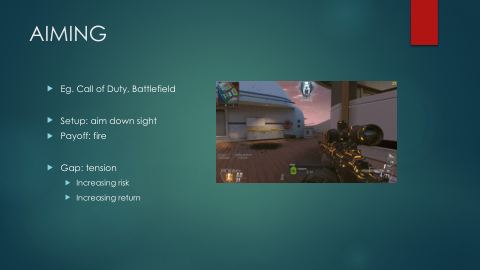 AIMING
Eg. Call of Duty, Battlefield
Setup: aim down sight
Payoff: fire
Gap: tension
Increasing risk
Increasing return